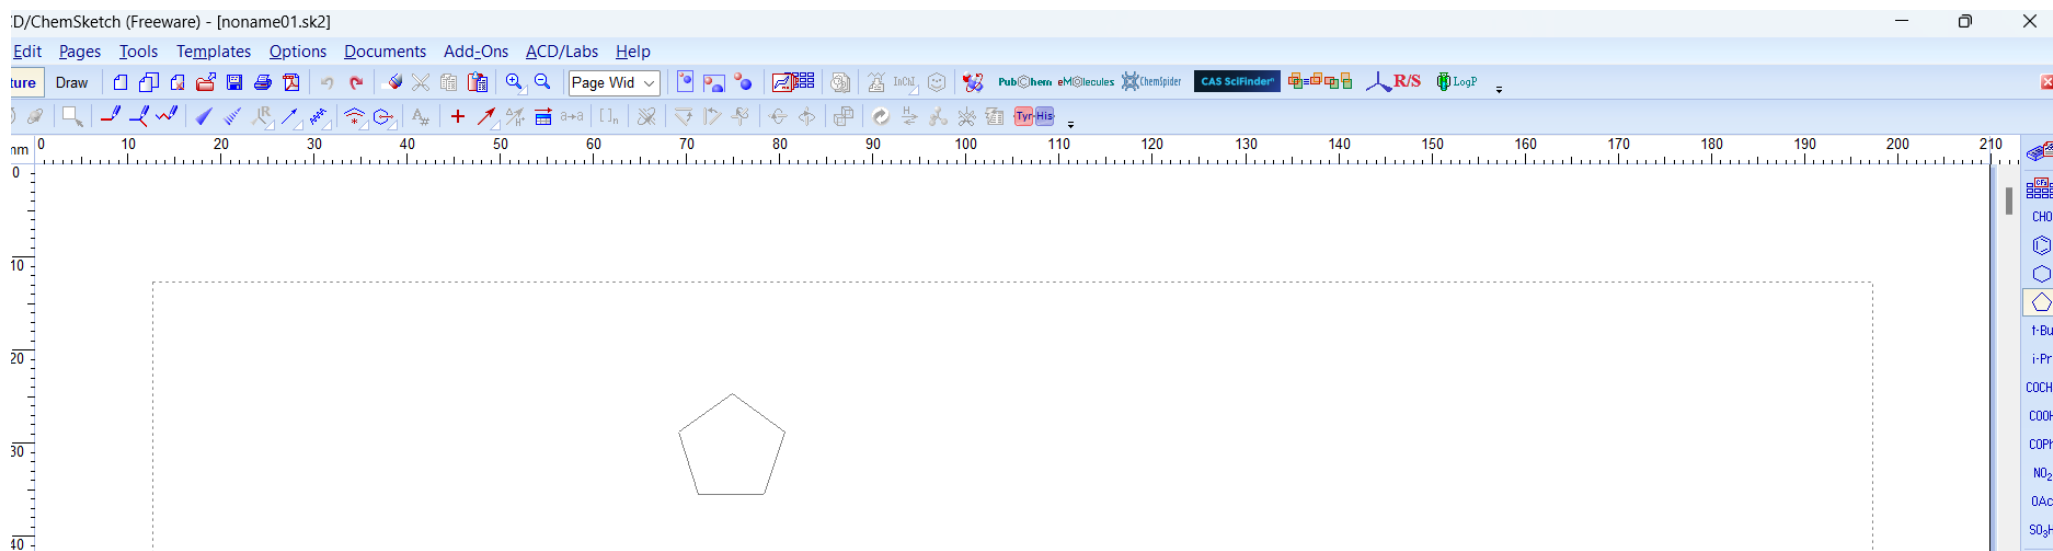 :D/ChemSketch (Freeware) - [noname01.sk2]
Edit Pages Tools Templates Options Documents Add-Ons ACD/Labs Help
ture Draw Page Wid PubChem eMolecules ChemSpider CAS SciFinder R/S LogP
Tyr His
mm 0 10 20 30 40 50 60 70 80 90 100 110 120 130 140 150 160 170 180 190 200 210
0
CHO
10
t-Bu
20
i-Pr
COCH
COOH
COPh
30
NO2
OAc
SO3H
40